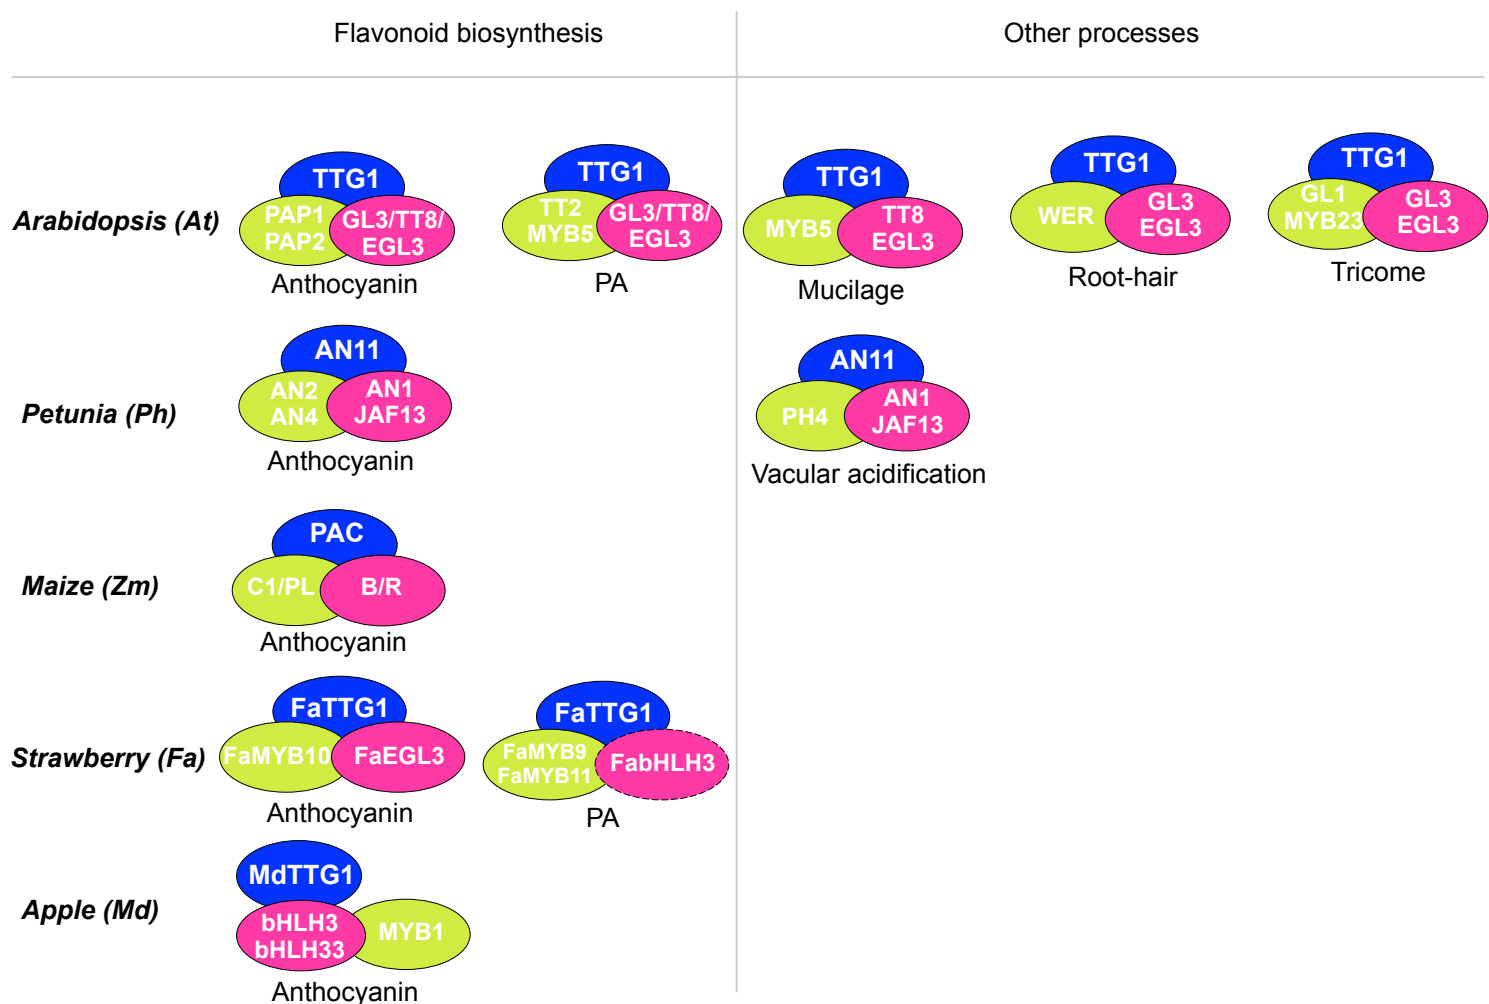 Flavonoid biosynthesis
Other processes
Arabidopsis (At)
TTG1
PAP1
PAP2
GL3/TT8/
EGL3
Anthocyanin
TTG1
TT2
MYB5
GL3/TT8/
EGL3
PA
TTG1
MYB5
TT8
EGL3
Mucilage
TTG1
WER
GL3
EGL3
Root-hair
TTG1
GL1
MYB23
GL3
EGL3
Tricome
Petunia (Ph)
AN11
AN2
AN4
AN1
JAF13
Anthocyanin
AN11
PH4
AN1
JAF13
Vacular acidification
Maize (Zm)
PAC
C1/PL
B/R
Anthocyanin
Strawberry (Fa)
FaTTG1
FaMYB10
FaEGL3
Anthocyanin
FaTTG1
FaMYB9
FaMYB11
FabHLH3
PA
Apple (Md)
MdTTG1
bHLH3
bHLH33
MYB1
Anthocyanin